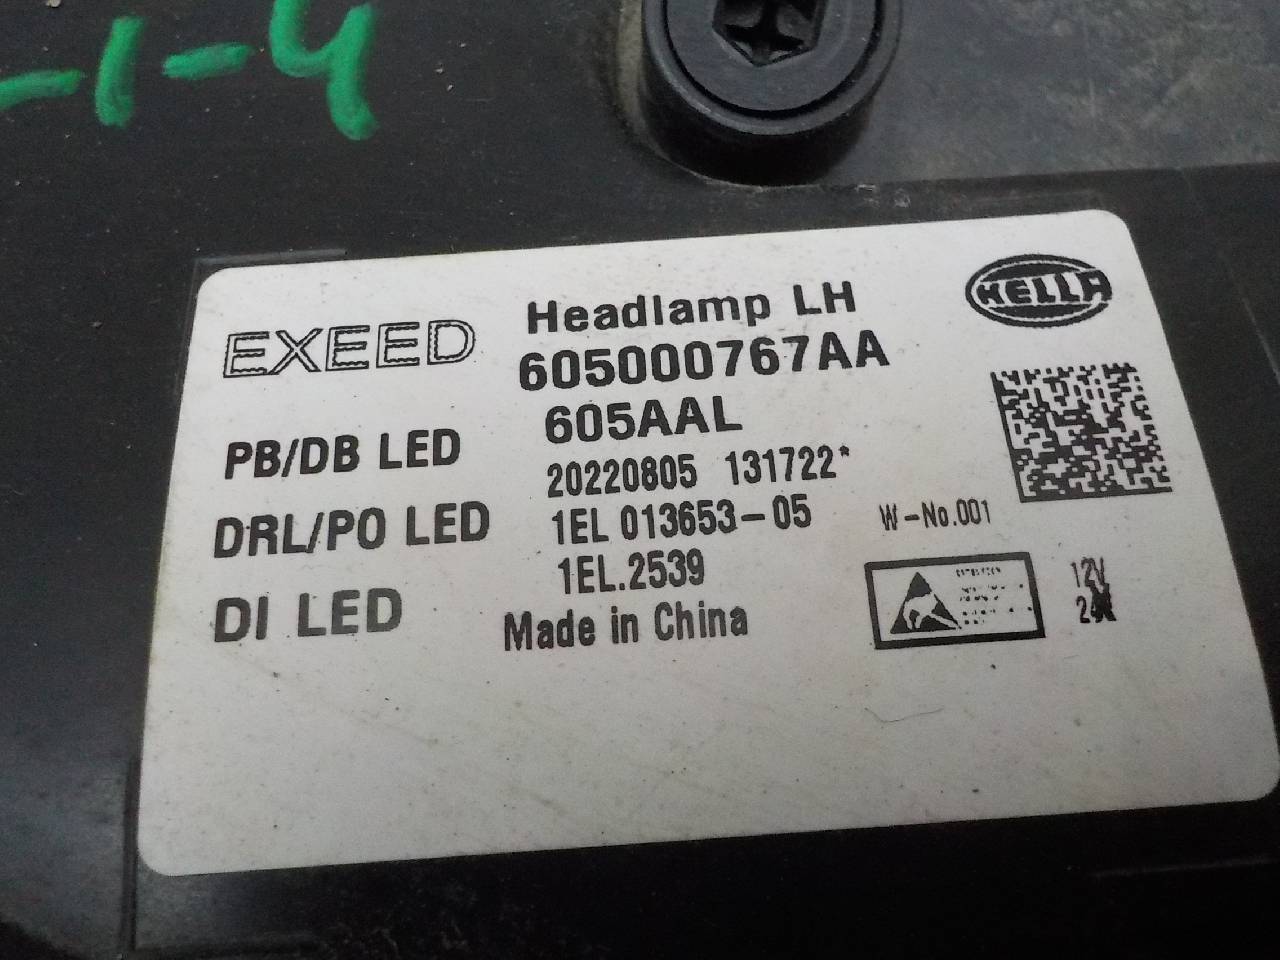 -1-4
EXEED
Headlamp LH
HELLA
605000767AA
605AAL
PB/DB LED
20220805 131722*
DRL/PO LED
1EL 013653-05
W-No.001
1EL.2539
DI LED
Made in China
12V